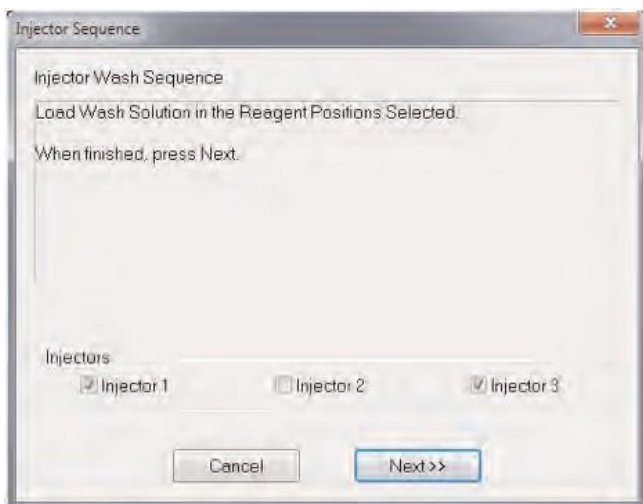 Injector Sequence
Injector Wash Sequence
Load Wash Solution in the Reagent Positions Selected.
When finished, press Next.
Injectors
Injector 1 Injector 2 Injector 3
Cancel Next>>